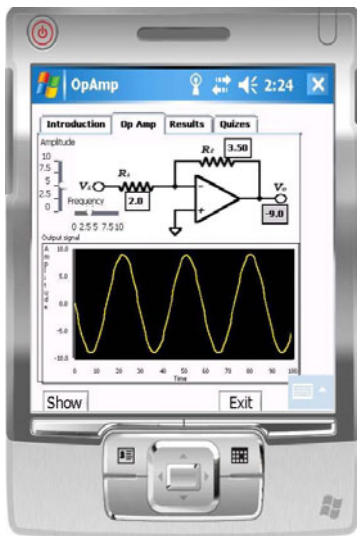 OpAmp 2:24
Introduction Op Amp Results Quizes
Amplitude
10
7.5
5
2.5
0
R₁
2.0
R₂
3.50
Vₒ
-9.0
Frequency
0 2.5 5 7.5 10
Output signal
Amplitude
10.0
5.0
0.0
-5.0
-10.0
0 10 20 30 40 50 60 70 80 90 100
Time
Show Exit